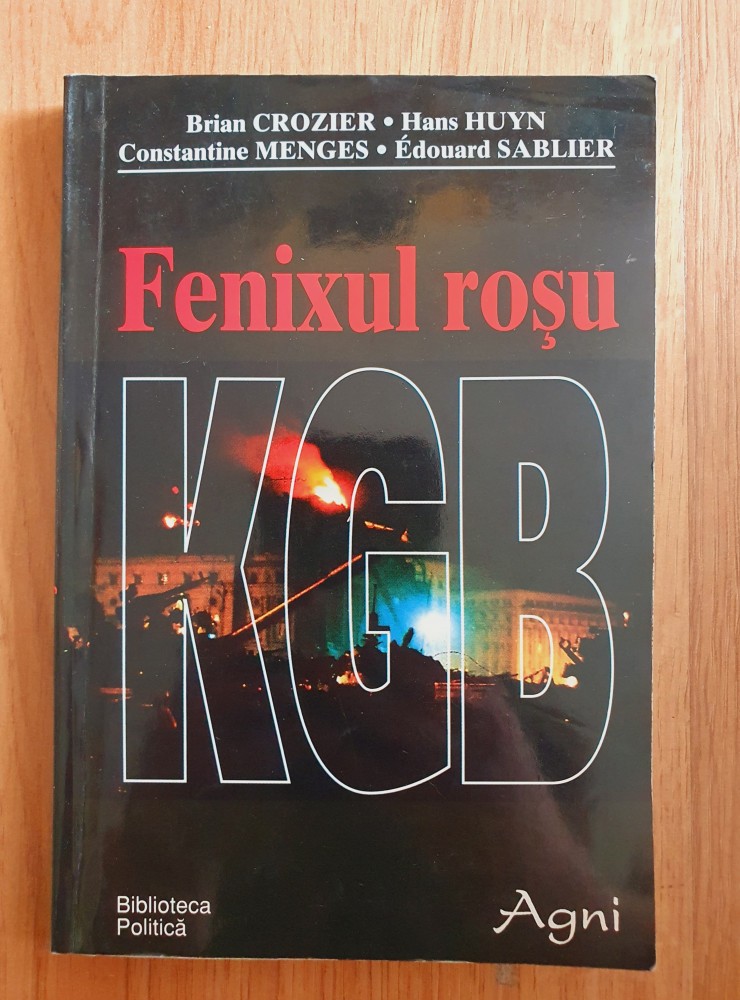 Brian CROZIER • Hans HUYN
Constantine MENGES • Édouard SABLIER
Fenixul roșu
KGB
Biblioteca
Politică
Agni